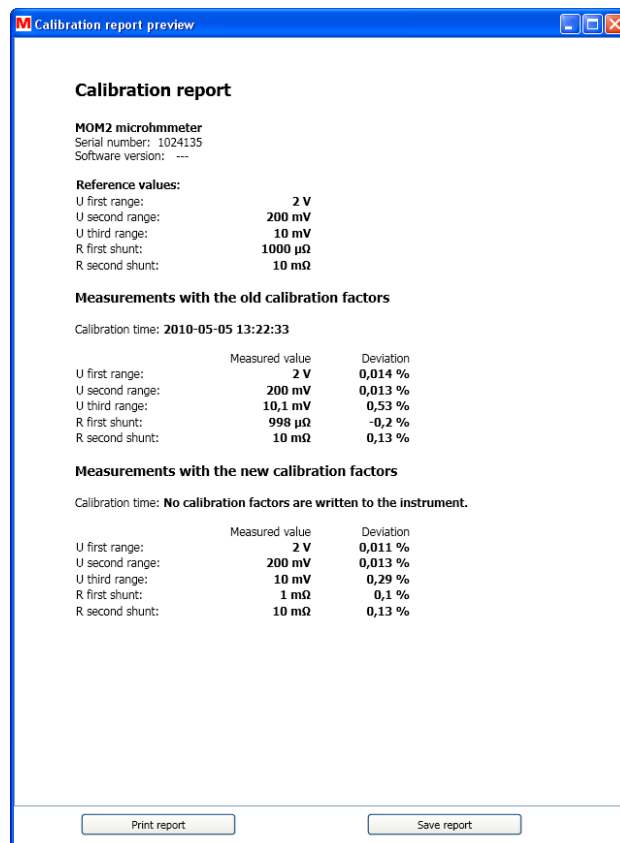 M Calibration report preview
Calibration report
MOM2 microhmmeter
Serial number: 1024135
Software version: ---
Reference values:
U first range: 2 V
U second range: 200 mV
U third range: 10 mV
R first shunt: 1000 µΩ
R second shunt: 10 mΩ
Measurements with the old calibration factors
Calibration time: 2010-05-05 13:22:33
Measured value Deviation
U first range: 2 V 0,014 %
U second range: 200 mV 0,013 %
U third range: 10,1 mV 0,53 %
R first shunt: 998 µΩ -0,2 %
R second shunt: 10 mΩ 0,13 %
Measurements with the new calibration factors
Calibration time: No calibration factors are written to the instrument.
Measured value Deviation
U first range: 2 V 0,011 %
U second range: 200 mV 0,013 %
U third range: 10 mV 0,29 %
R first shunt: 1 mΩ 0,1 %
R second shunt: 10 mΩ 0,13 %
Print report Save report